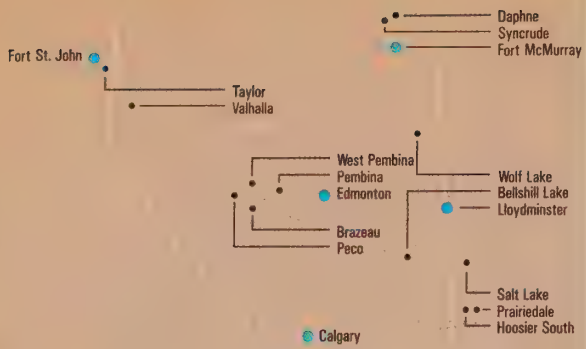 Daphne
Syncrude
Fort McMurray
Fort St. John
Taylor
Valhalla
West Pembina
Pembina
Edmonton
Brazeau
Peco
Wolf Lake
Bellshill Lake
Lloydminster
Salt Lake
Prairiedale
Hoosier South
Calgary